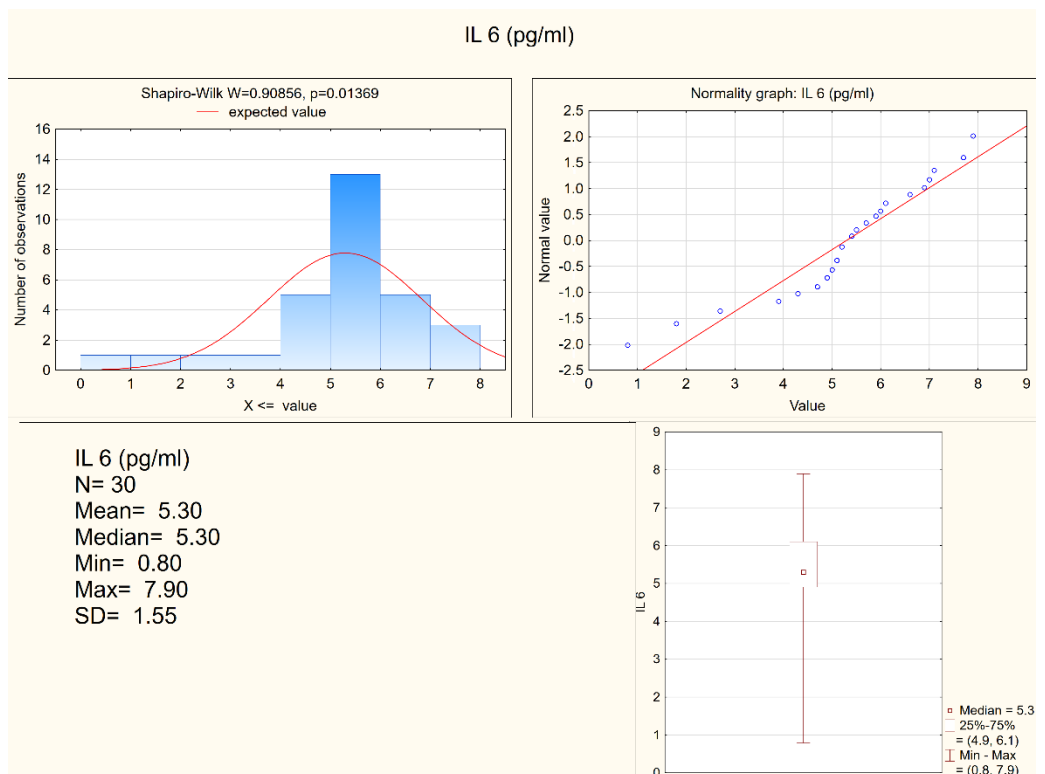 IL 6 (pg/ml)
Shapiro-Wilk W=0.90856, p=0.01369
expected value
16
14
12
10
8
6
4
2
0
Number of observations
0 1 2 3 4 5 6 7 8
X <= value
Normality graph: IL 6 (pg/ml)
2.5
2.0
1.5
1.0
0.5
0.0
-0.5
-1.0
-1.5
-2.0
-2.5
Normal value
0 1 2 3 4 5 6 7 8 9
Value
IL 6 (pg/ml)
N= 30
Mean= 5.30
Median= 5.30
Min= 0.80
Max= 7.90
SD= 1.55
9
8
7
6
5
4
3
2
1
0
IL 6
Median = 5.3
25%-75%
= (4.9, 6.1)
Min - Max
= (0.8, 7.9)